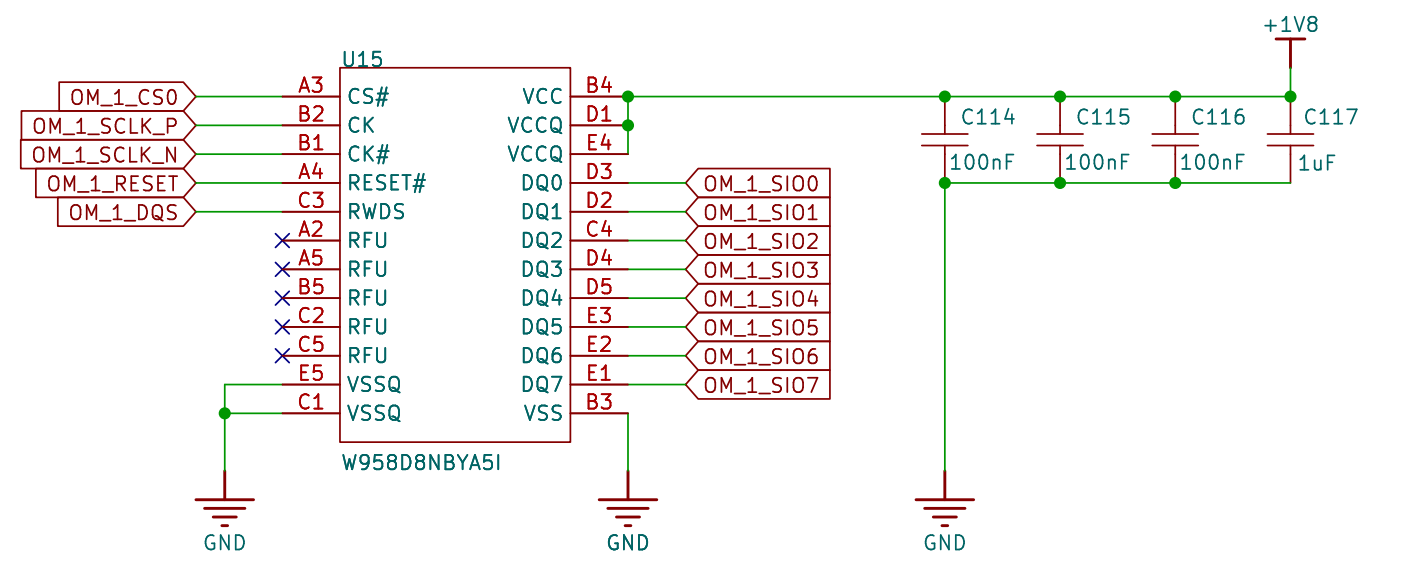 +1V8
U15
OM_1_CS0 A3 CS# VCC B4
OM_1_SCLK_P B2 CK VCCQ D1 C114 C115 C116 C117
OM_1_SCLK_N B1 CK# VCCQ E4 100nF 100nF 100nF 1uF
OM_1_RESET A4 RESET# DQ0 D3 OM_1_SIO0
OM_1_DQS C3 RWDS DQ1 D2 OM_1_SIO1
A2 RFU DQ2 C4 OM_1_SIO2
A5 RFU DQ3 D4 OM_1_SIO3
B5 RFU DQ4 D5 OM_1_SIO4
C2 RFU DQ5 E3 OM_1_SIO5
C5 RFU DQ6 E2 OM_1_SIO6
E5 VSSQ DQ7 E1 OM_1_SIO7
C1 VSSQ VSS B3
W958D8NBYA5I
GND GND GND